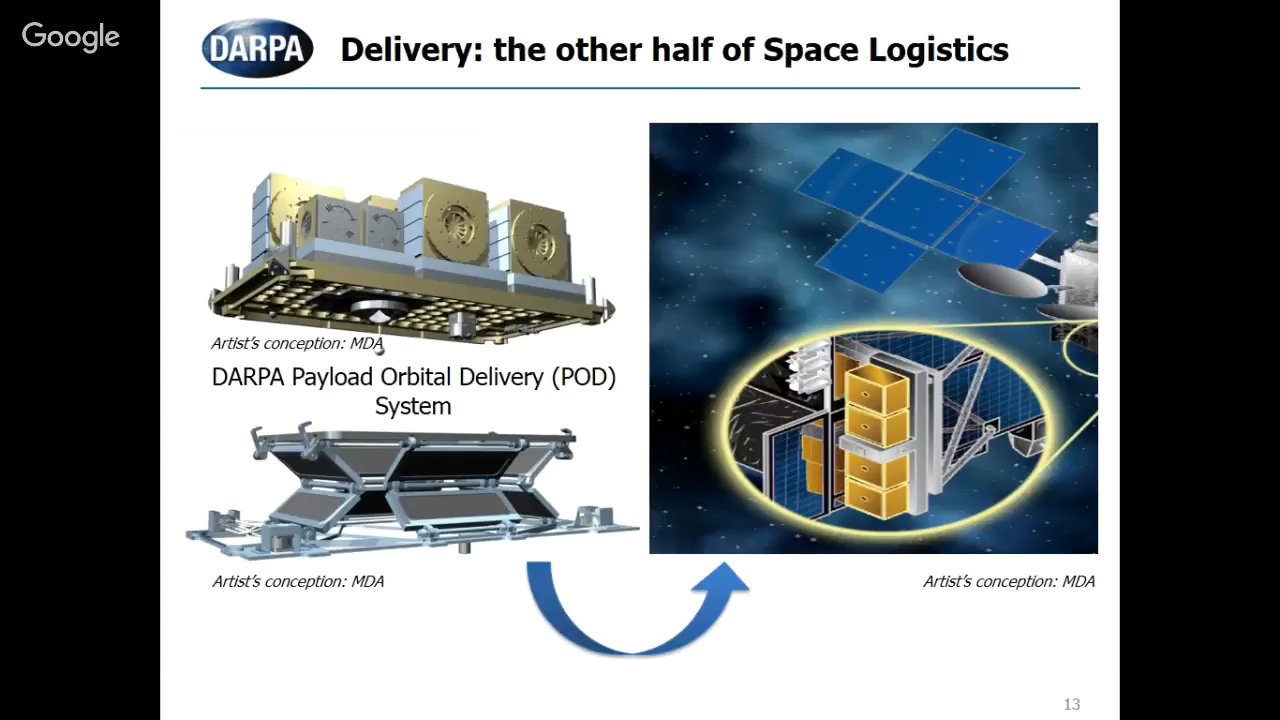 Google
DARPA
Delivery: the other half of Space Logistics
Artist's conception: MDA
DARPA Payload Orbital Delivery (POD)
System
Artist's conception: MDA
Artist's conception: MDA
13